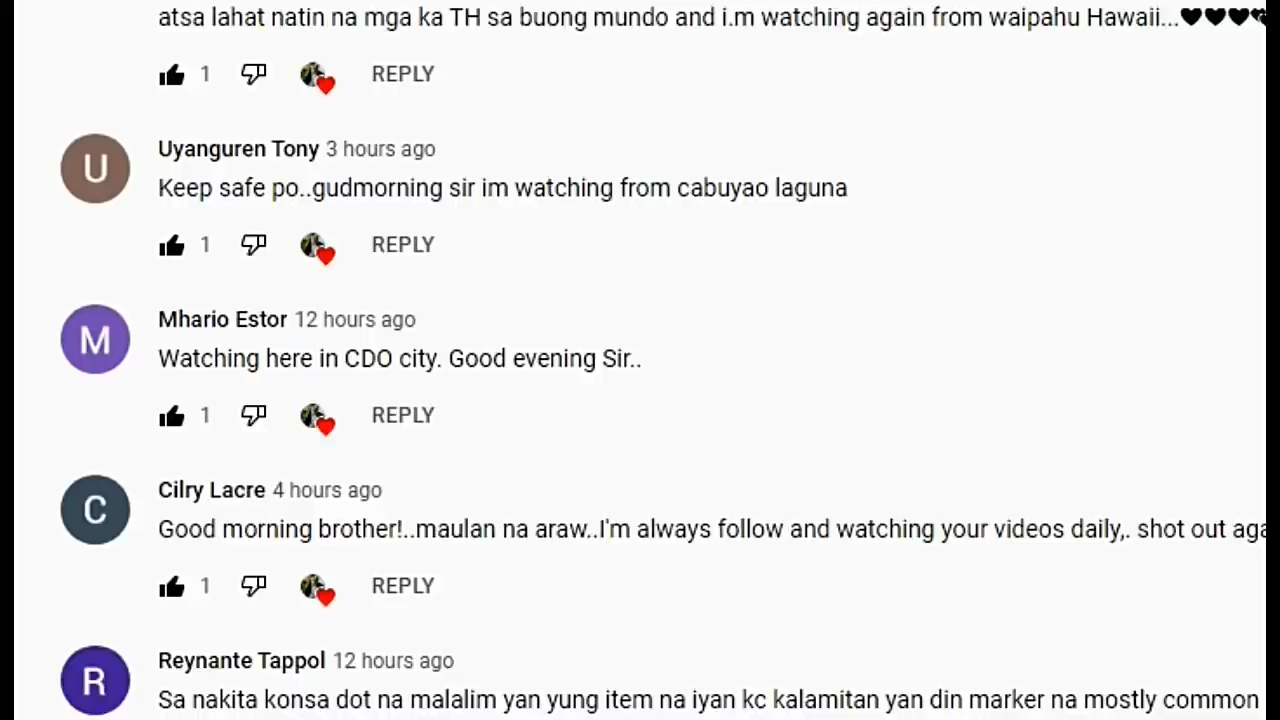 atsa lahat natin na mga ka TH sa buong mundo and i.m watching again from waipahu Hawaii...🖤🖤🖤🖤
1 REPLY
U
Uyanguren Tony 3 hours ago
Keep safe po..gudmorning sir im watching from cabuyao laguna
1 REPLY
M
Mhario Estor 12 hours ago
Watching here in CDO city. Good evening Sir..
1 REPLY
C
Cilry Lacre 4 hours ago
Good morning brother!..maulan na araw..I'm always follow and watching your videos daily,. shot out aga
1 REPLY
R
Reynante Tappol 12 hours ago
Sa nakita konsa dot na malalim yan yung item na iyan kc kalamitan yan din marker na mostly common